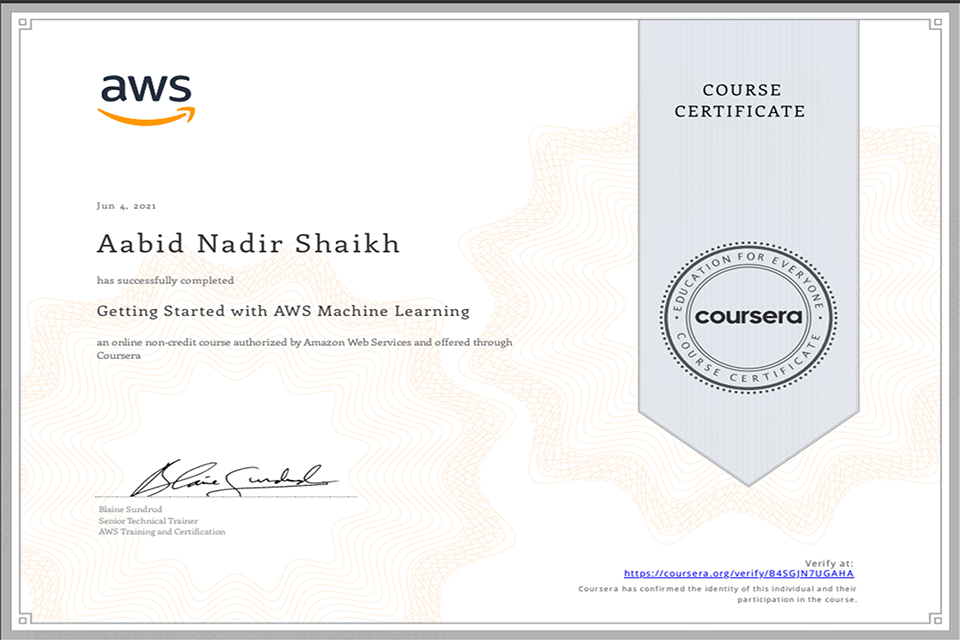 aws
COURSE
CERTIFICATE
Jun 4, 2021
Aabid Nadir Shaikh
has successfully completed
Getting Started with AWS Machine Learning
an online non-credit course authorized by Amazon Web Services and offered through
Coursera
EDUCATION FOR EVERYONE
coursera
COURSE CERTIFICATE
Blaine Sundrud
Blaine Sundrud
Senior Technical Trainer
AWS Training and Certification
Verify at:
https://coursera.org/verify/B4SGJN7UGAHA
Coursera has confirmed the identity of this individual and their
participation in the course.